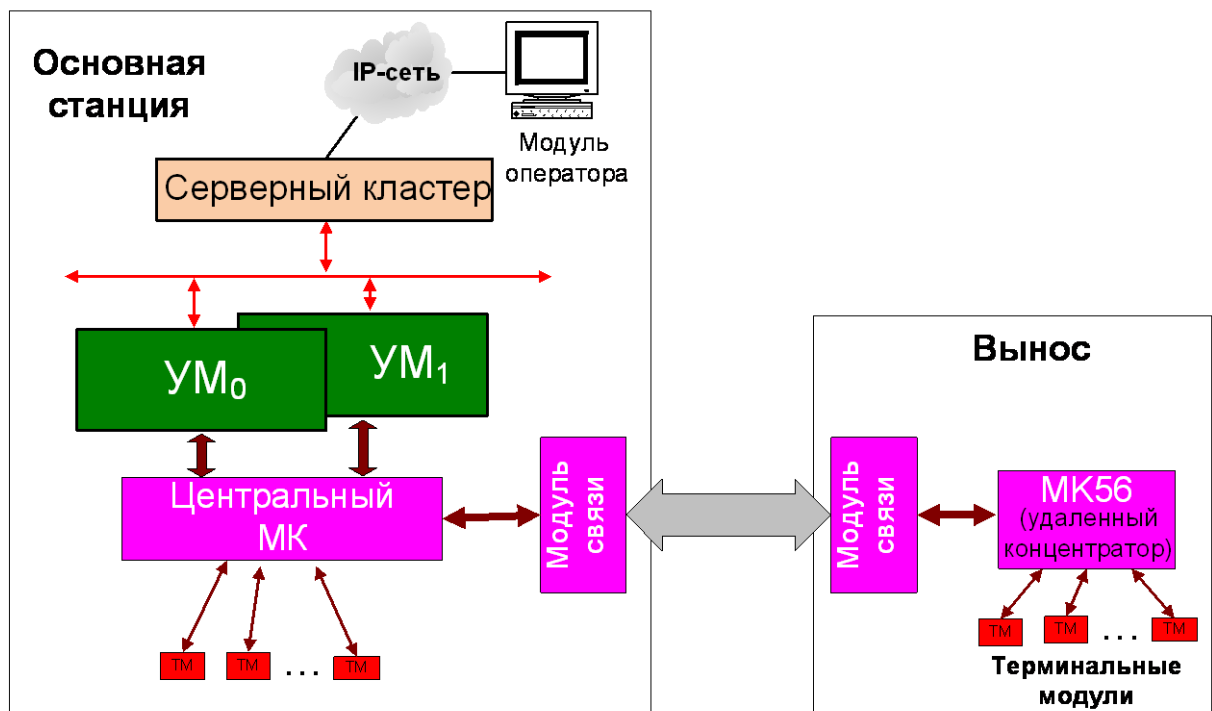 Основная
станция
IP-сеть
Модуль
оператора
Серверный кластер
УМ0
УМ1
Центральный
МК
Модуль
связи
ТМ
ТМ
...
ТМ
Вынос
Модуль
связи
МК56
(удаленный
концентратор)
ТМ
ТМ
...
ТМ
Терминальные
модули